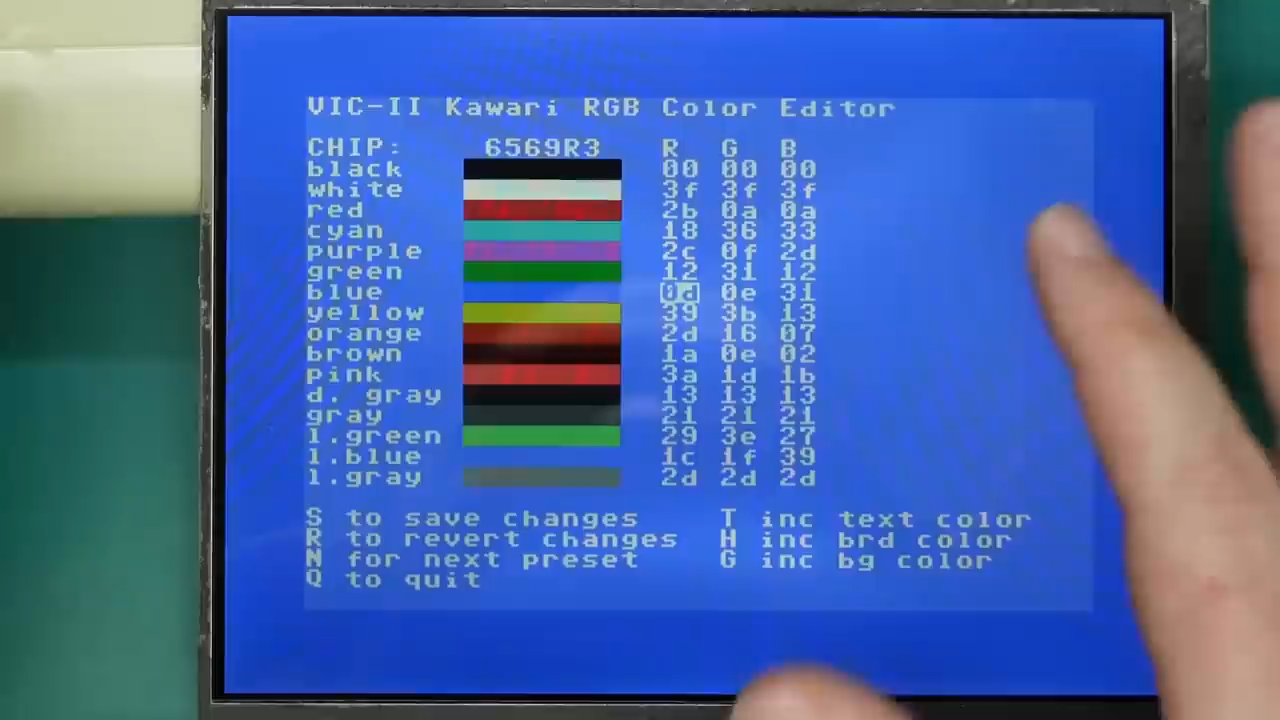 VIC-II Kawari RGB Color Editor
CHIP: 6569R3 R G B
black 00 00 00
white 3f 3f 3f
red 2b 0a 0a
cyan 18 36 33
purple 2c 0f 2d
green 12 31 12
blue 0d 0e 31
yellow 39 3b 13
orange 2d 16 07
brown 1a 0e 02
pink 3a 1d 1b
d. gray 13 13 13
gray 21 21 21
l.green 29 3e 27
l.blue 1c 1f 39
l.gray 2d 2d 2d
S to save changes T inc text color
R to revert changes H inc brd color
N for next preset G inc bg color
Q to quit